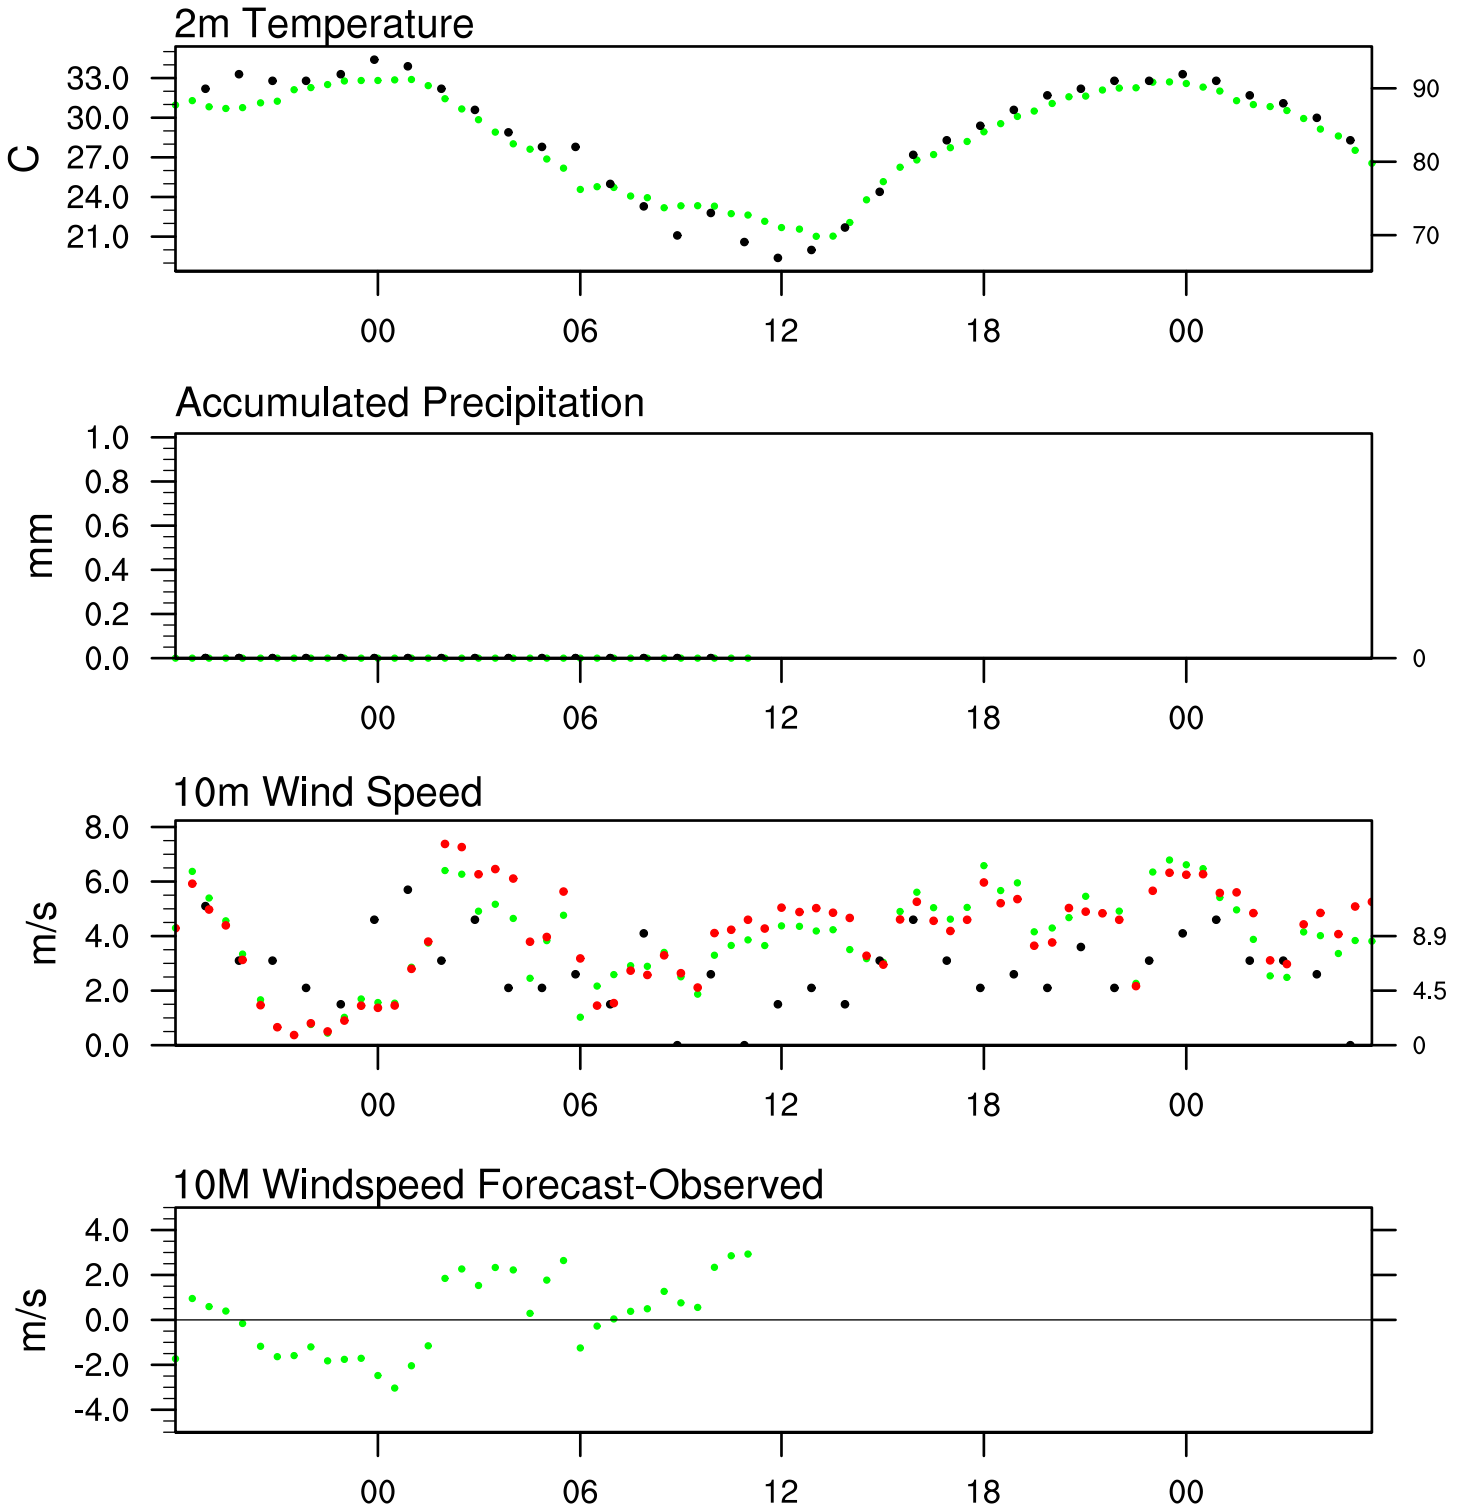 2m Temperature
33.0
30.0
27.0
24.0
21.0
C
90
80
70
00 06 12 18 00
Accumulated Precipitation
1.0
0.8
0.6
0.4
0.2
0.0
mm
0
00 06 12 18 00
10m Wind Speed
8.0
6.0
4.0
2.0
0.0
m/s
8.9
4.5
0
00 06 12 18 00
10M Windspeed Forecast-Observed
4.0
2.0
0.0
-2.0
-4.0
m/s
00 06 12 18 00